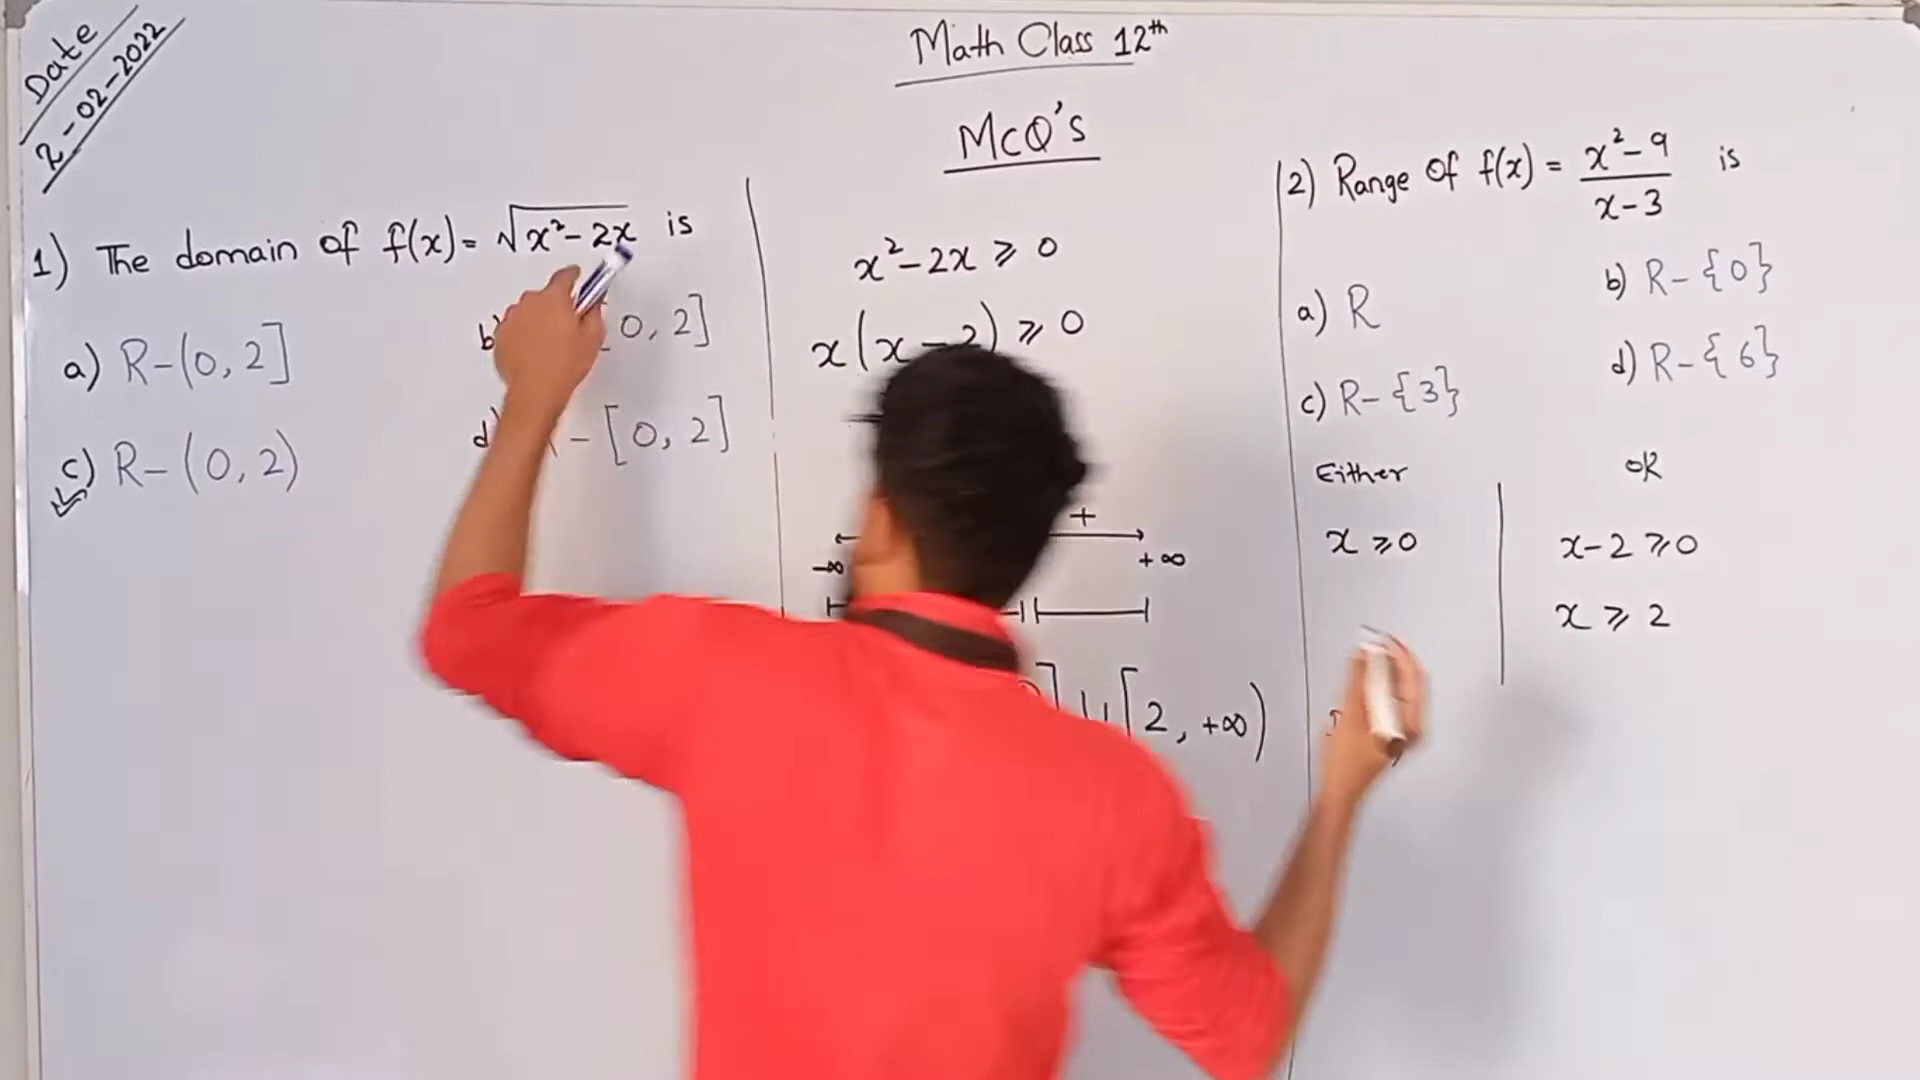 Date
2-02-2022
Math Class 12th
MCQ's
1) The domain of f(x)= √x²-2x is
a) R-(0, 2]
b) [0, 2]
c) R-(0, 2)
d) - [0, 2]
x²-2x ≥ 0
x(x-2) ≥ 0
+
-∞ +∞
] ∪ [2, +∞)
2) Range of f(x) = x²-9 / x-3 is
a) R
b) R-{0}
c) R-{3}
d) R-{6}
Either OR
x ≥ 0
x-2 ≥ 0
x ≥ 2